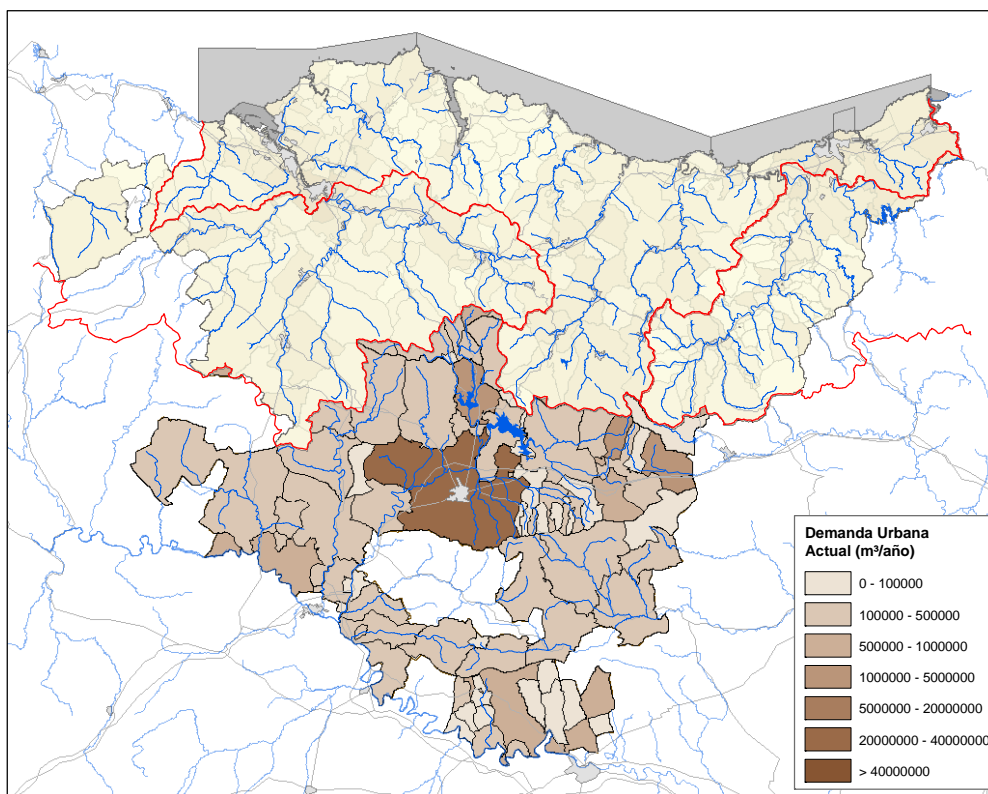 Demanda Urbana
Actual (m³/año)
0 - 100000
100000 - 500000
500000 - 1000000
1000000 - 5000000
5000000 - 20000000
20000000 - 40000000
> 40000000